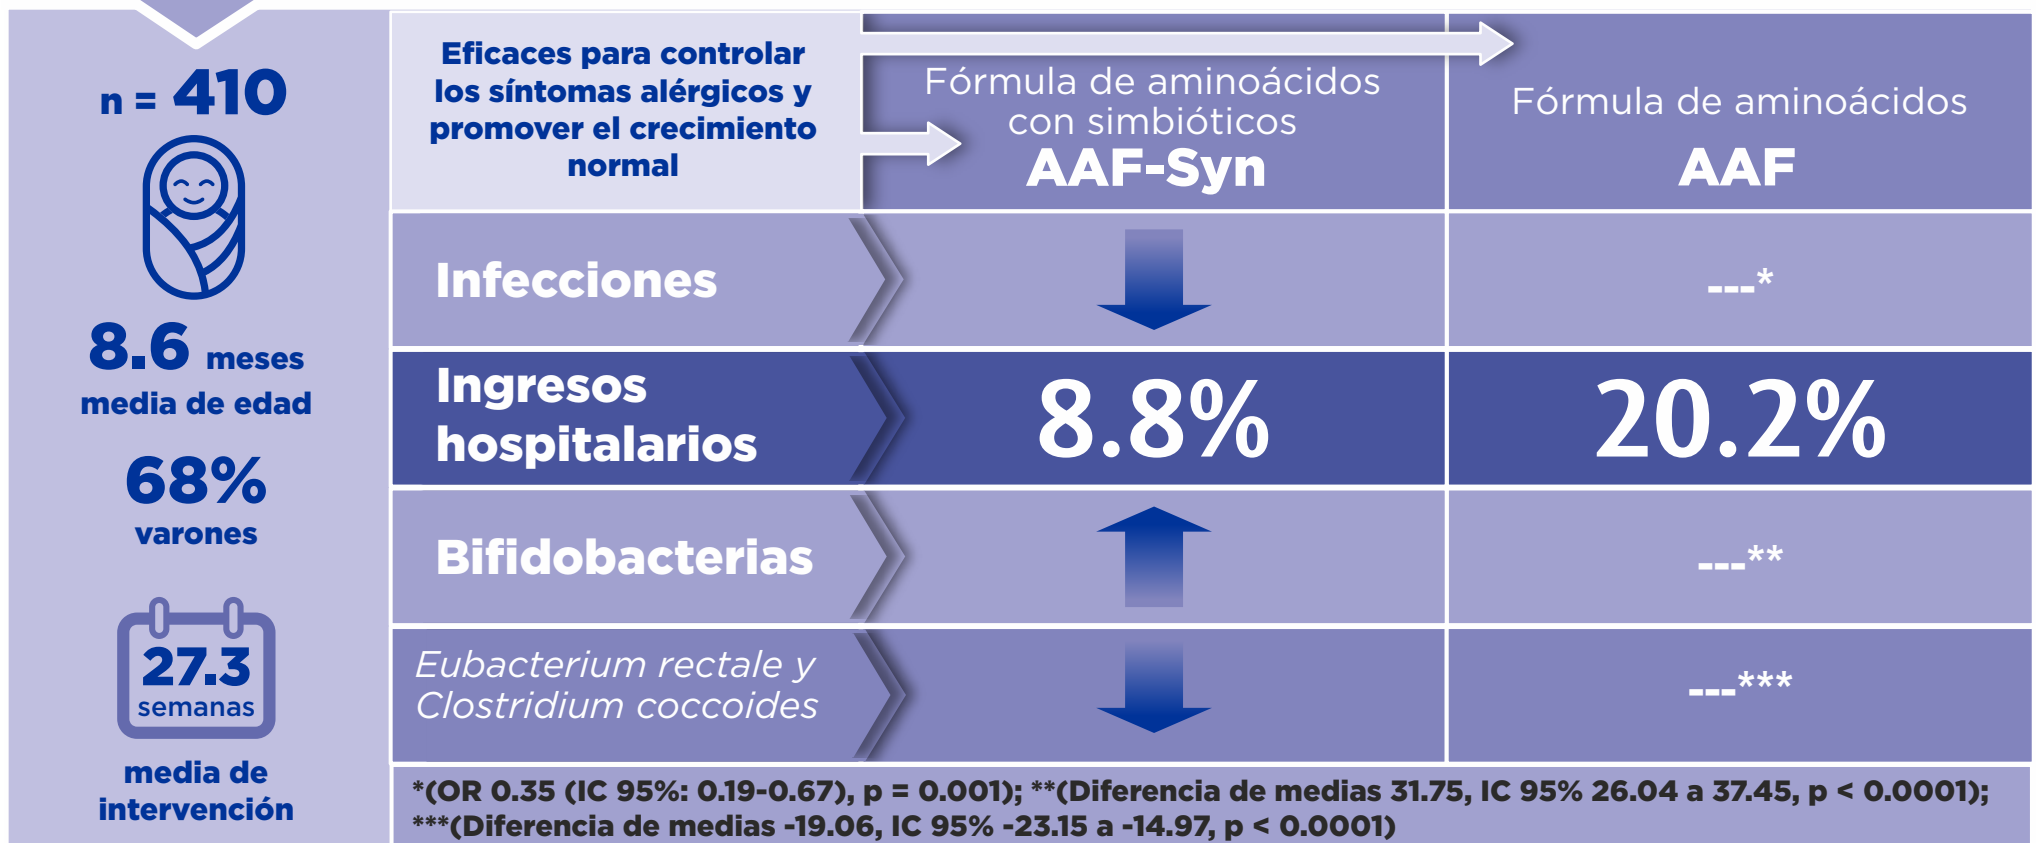 n = 410
8.6 meses
media de edad
68%
varones
27.3
semanas
media de
intervención
Eficaces para controlar
los síntomas alérgicos y
promover el crecimiento
normal
Fórmula de aminoácidos
con simbióticos
AAF-Syn
Fórmula de aminoácidos
AAF
Infecciones
---*
Ingresos
hospitalarios
8.8%
20.2%
Bifidobacterias
---**
Eubacterium rectale y
Clostridium coccoides
---***
*(OR 0.35 (IC 95%: 0.19-0.67), p = 0.001); **(Diferencia de medias 31.75, IC 95% 26.04 a 37.45, p < 0.0001);
***(Diferencia de medias -19.06, IC 95% -23.15 a -14.97, p < 0.0001)